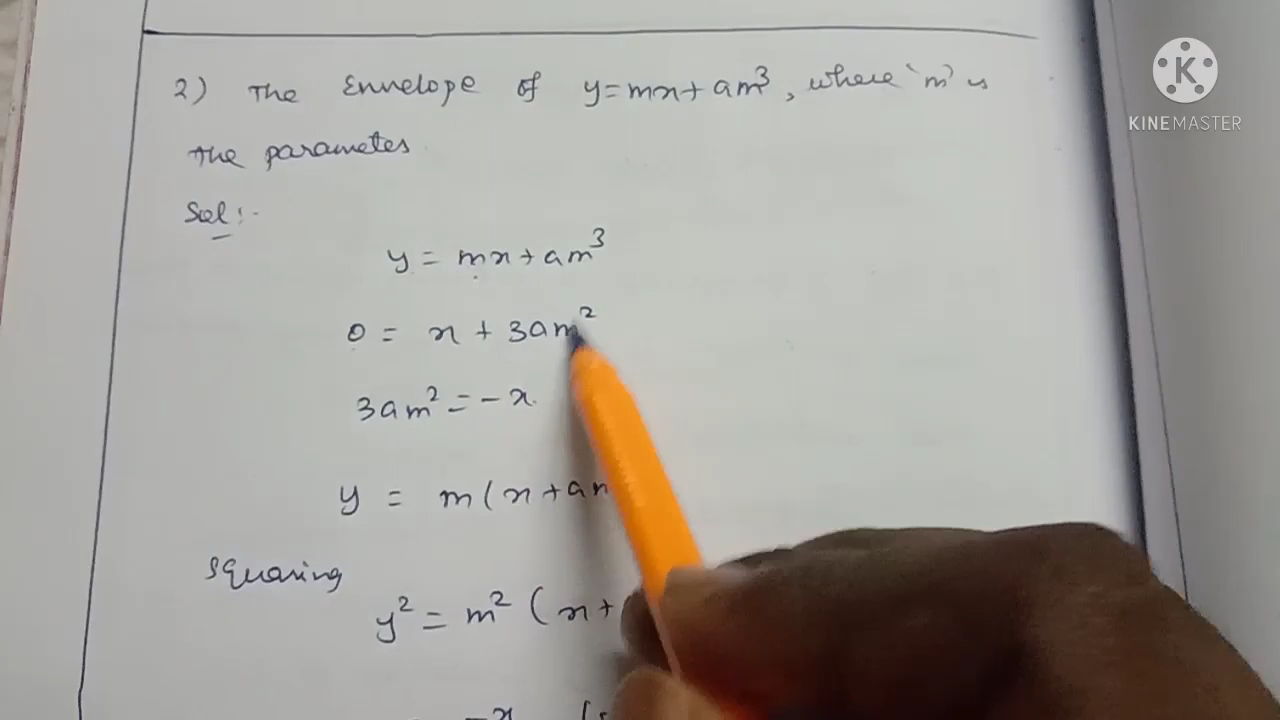 2) The Envelope of y=mx+am³, where 'm' is
the parameter
Sol:-
y = mx+am³
0 = x + 3am²
3am² = -x.
y = m(x+am
Squaring
y² = m² (x+
-x
K
KINEMASTER